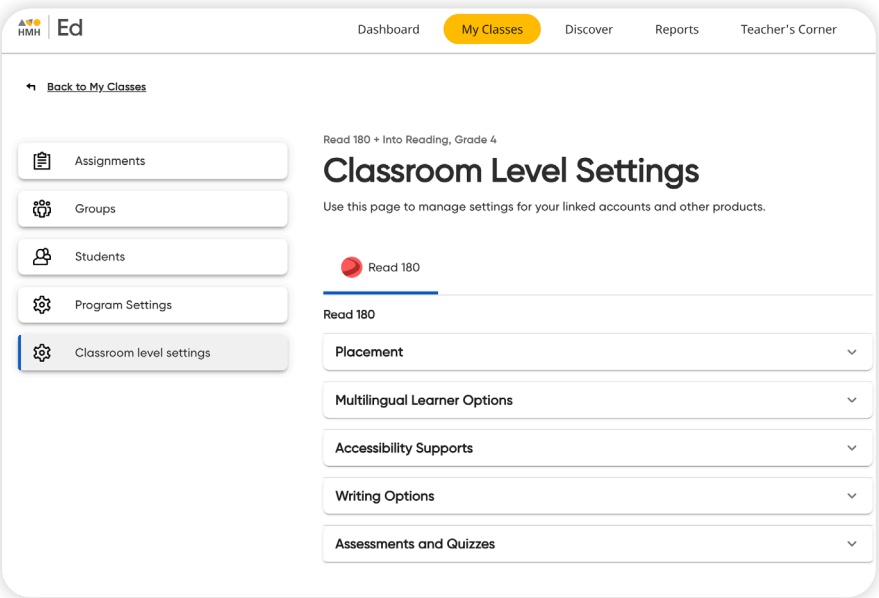 HMH Ed
Dashboard
My Classes
Discover
Reports
Teacher's Corner
Back to My Classes
Assignments
Groups
Students
Program Settings
Classroom level settings
Read 180 + Into Reading, Grade 4
Classroom Level Settings
Use this page to manage settings for your linked accounts and other products.
Read 180
Read 180
Placement
Multilingual Learner Options
Accessibility Supports
Writing Options
Assessments and Quizzes